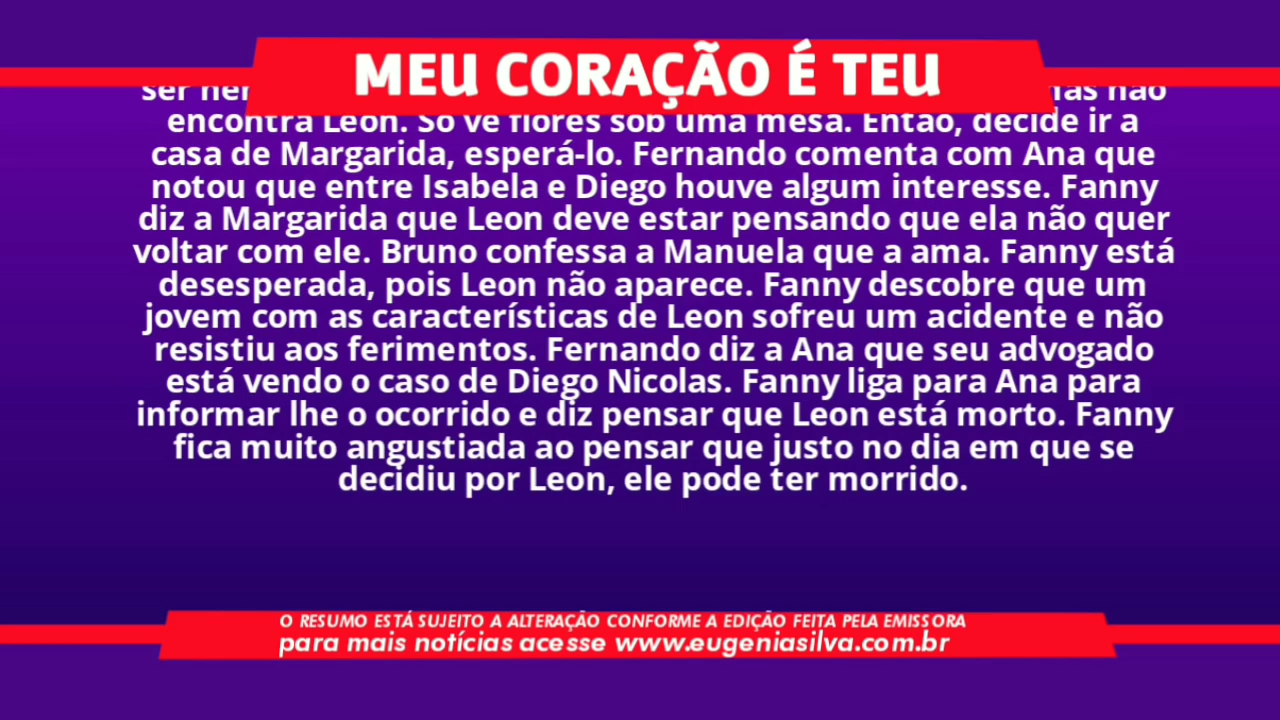 MEU CORAÇÃO É TEU
não
encontra Leon. Só vê flores sob uma mesa. Então, decide ir a
casa de Margarida, esperá-lo. Fernando comenta com Ana que
notou que entre Isabela e Diego houve algum interesse. Fanny
diz a Margarida que Leon deve estar pensando que ela não quer
voltar com ele. Bruno confessa a Manuela que a ama. Fanny está
desesperada, pois Leon não aparece. Fanny descobre que um
jovem com as características de Leon sofreu um acidente e não
resistiu aos ferimentos. Fernando diz a Ana que seu advogado
está vendo o caso de Diego Nicolas. Fanny liga para Ana para
informar lhe o ocorrido e diz pensar que Leon está morto. Fanny
fica muito angustiada ao pensar que justo no dia em que se
decidiu por Leon, ele pode ter morrido.
O RESUMO ESTÁ SUJEITO A ALTERAÇÃO CONFORME A EDIÇÃO FEITA PELA EMISSORA
para mais notícias acesse www.eugeniasilva.com.br